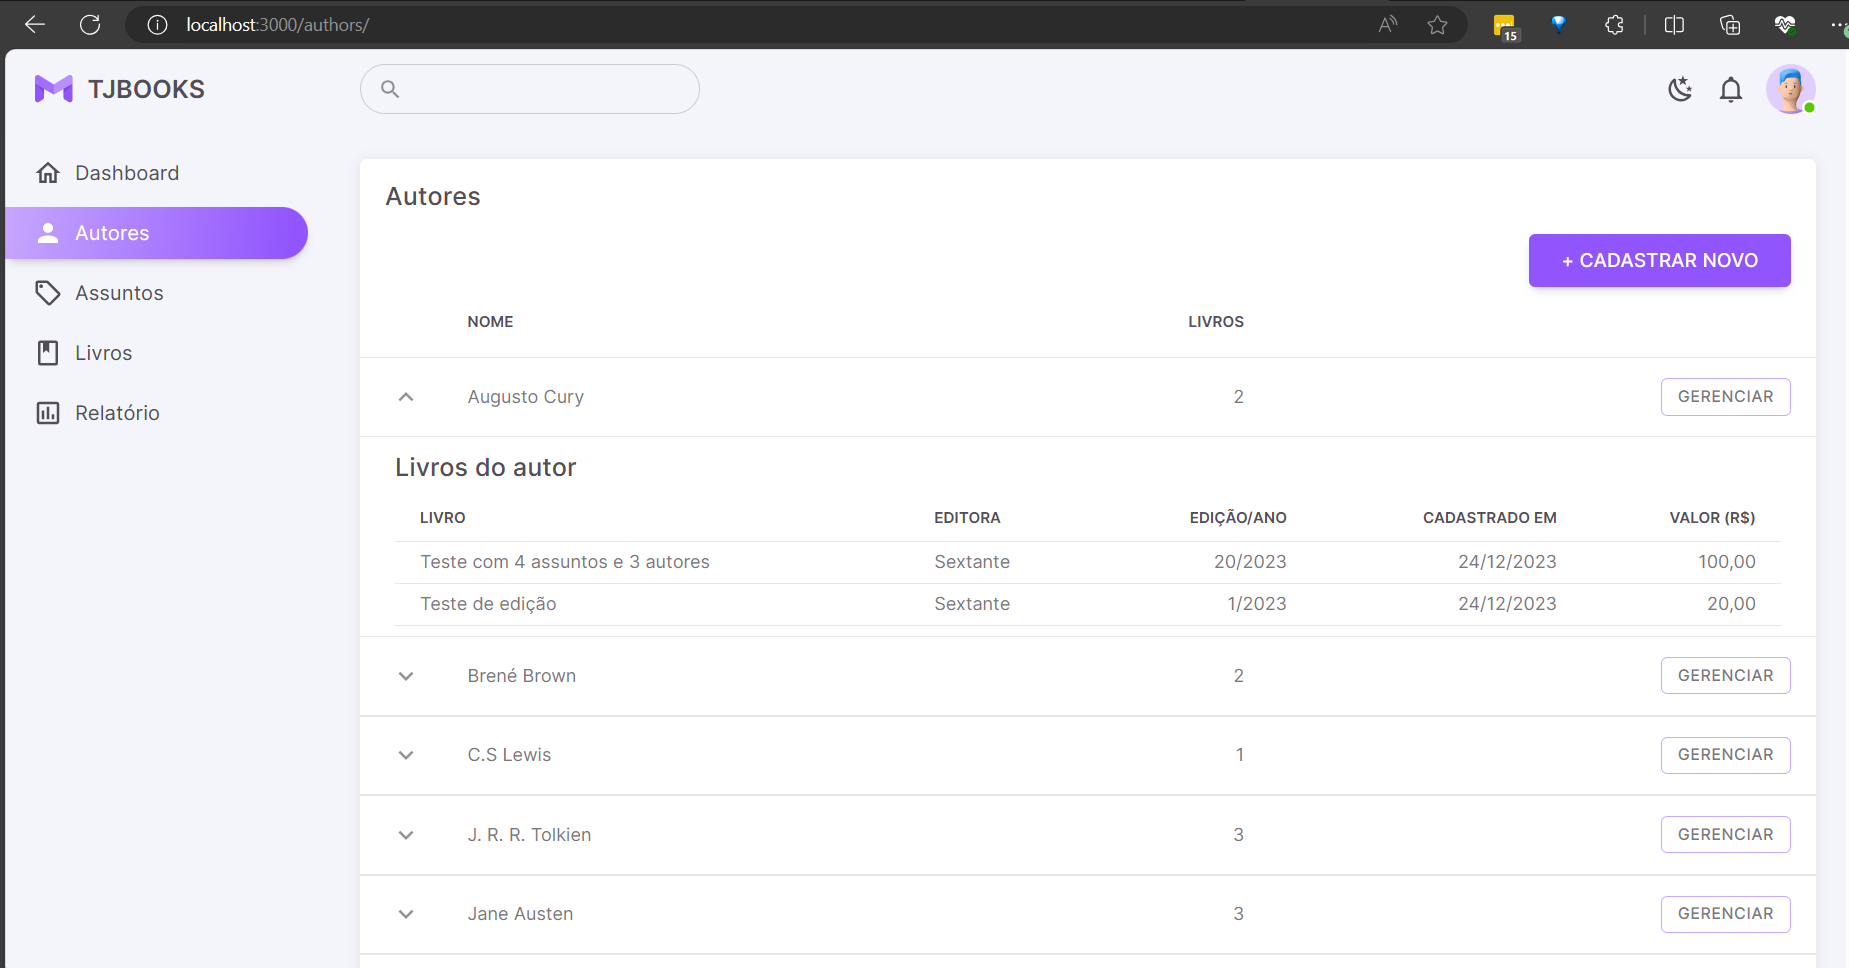 localhost:3000/authors/
15
TJBOOKS
Dashboard
Autores
Assuntos
Livros
Relatório
Autores
+ CADASTRAR NOVO
NOME LIVROS
Augusto Cury 2 GERENCIAR
Livros do autor
LIVRO EDITORA EDIÇÃO/ANO CADASTRADO EM VALOR (R$)
Teste com 4 assuntos e 3 autores Sextante 20/2023 24/12/2023 100,00
Teste de edição Sextante 1/2023 24/12/2023 20,00
Brené Brown 2 GERENCIAR
C.S Lewis 1 GERENCIAR
J. R. R. Tolkien 3 GERENCIAR
Jane Austen 3 GERENCIAR